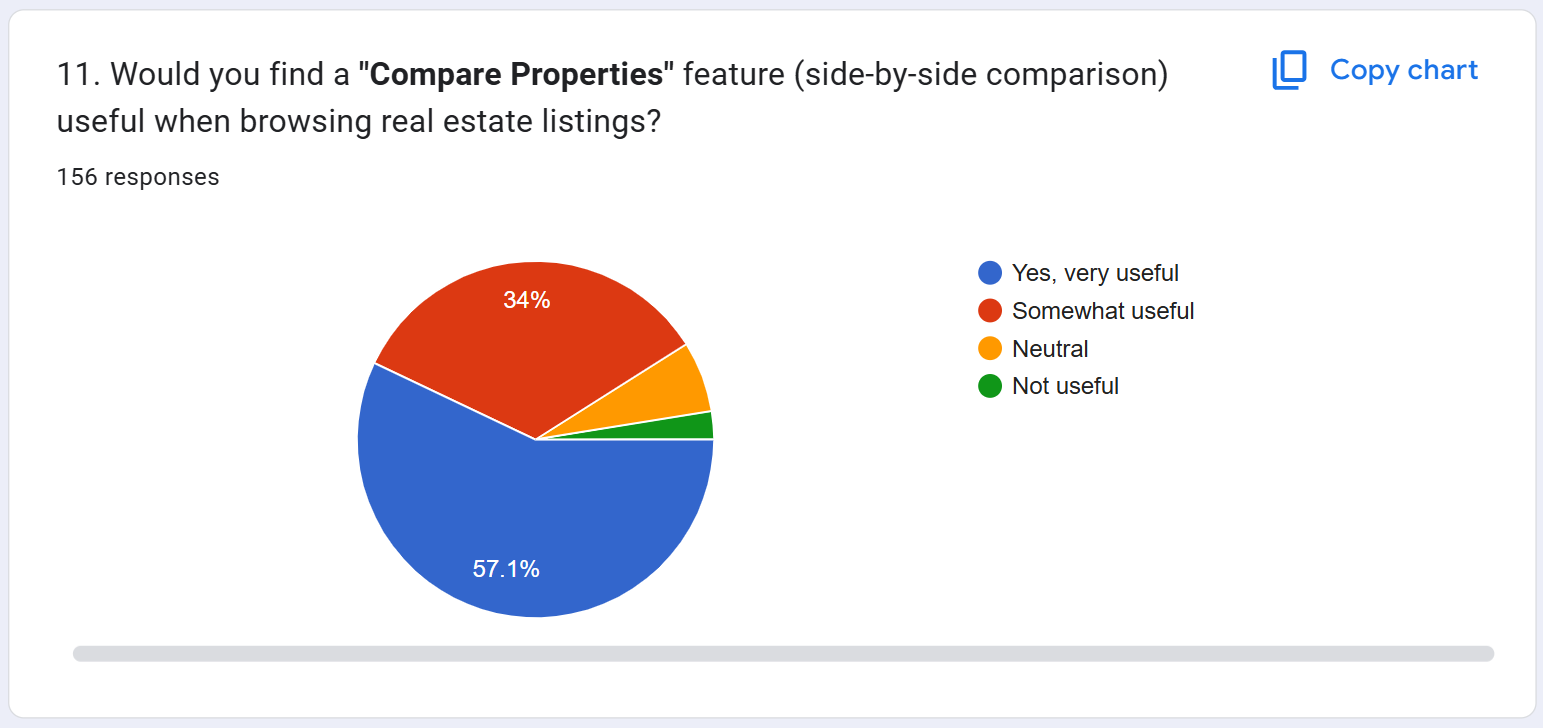 11. Would you find a "Compare Properties" feature (side-by-side comparison)
useful when browsing real estate listings?
Copy chart
156 responses
34%
57.1%
Yes, very useful
Somewhat useful
Neutral
Not useful